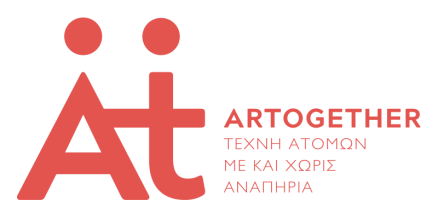 Ät
ARTOGETHER
ΤΕΧΝΗ ΑΤΟΜΩΝ
ΜΕ ΚΑΙ ΧΩΡΙΣ
ΑΝΑΠΗΡΙΑ